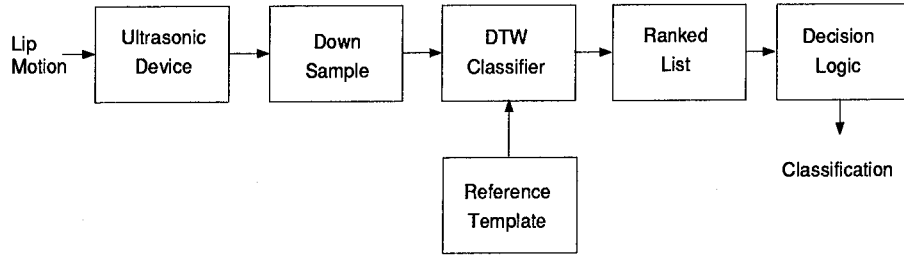 Lip
Motion
Ultrasonic
Device
Down
Sample
DTW
Classifier
Ranked
List
Decision
Logic
Reference
Template
Classification